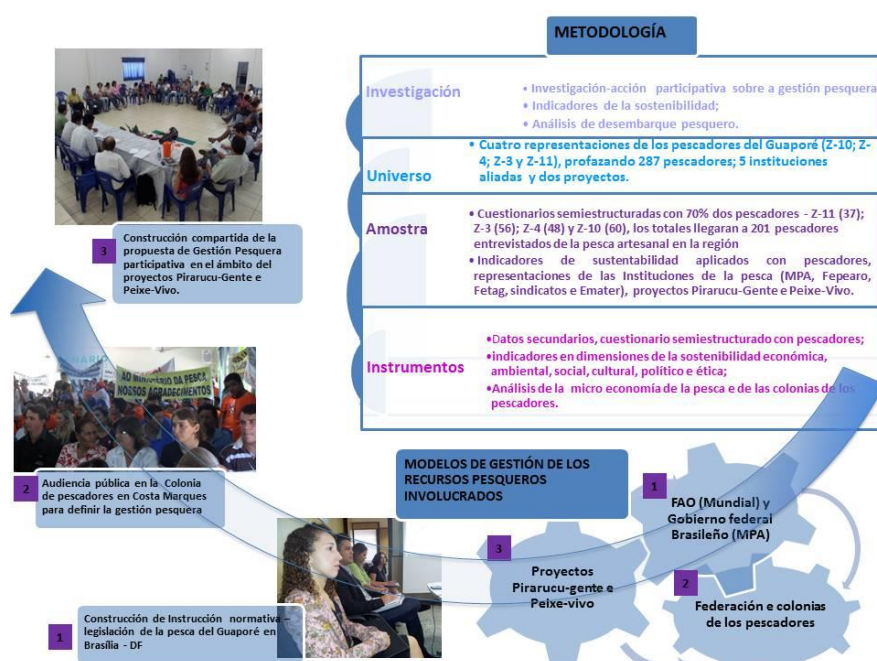 METODOLOGÍA
Investigación
• Investigación-acción participativa sobre a gestión pesquera
• Indicadores de la sostenibilidad;
• Análisis de desembarque pesquero.
Universo
• Cuatro representaciones de los pescadores del Guaporé (Z-10; Z-
4; Z-3 y Z-11), profazando 287 pescadores; 5 instituciones
aliadas y dos proyectos.
Amostra
• Cuestionarios semiestructuradas con 70% dos pescadores - Z-11 (37);
Z-3 (56); Z-4 (48) y Z-10 (60), los totales llegaran a 201 pescadores
entrevistados de la pesca artesanal en la región
• Indicadores de sustentabilidad aplicados con pescadores,
representaciones de las Instituciones de la pesca (MPA, Fepearo,
Fetag, sindicatos e Emater), proyectos Pirarucu-Gente e Peixe-Vivo.
Instrumentos
•Datos secundarios, cuestionario semiestructurado con pescadores;
•indicadores en dimensiones de la sostenibilidad económica,
ambiental, social, cultural, político e ética;
•Análisis de la micro economía de la pesca e de las colonias de los
pescadores.
3
Construcción compartida de la
propuesta de Gestión Pesquera
participativa en el ámbito del
proyectos Pirarucu-Gente e
Peixe-Vivo.
AO MINISTÉRIO DA PESCA
NOSSOS AGRADECIMENTOS
2
Audiencia pública en la Colonia
de pescadores en Costa Marques
para definir la gestión pesquera
1
Construcción de Instrucción normativa –
legislación de la pesca del Guaporé en
Brasília - DF
MODELOS DE GESTIÓN DE LOS
RECURSOS PESQUEROS
INVOLUCRADOS
1
FAO (Mundial) y
Gobierno federal
Brasileño (MPA)
2
Federación e colonias
de los pescadores
3
Proyectos
Pirarucu-gente e
Peixe-vivo